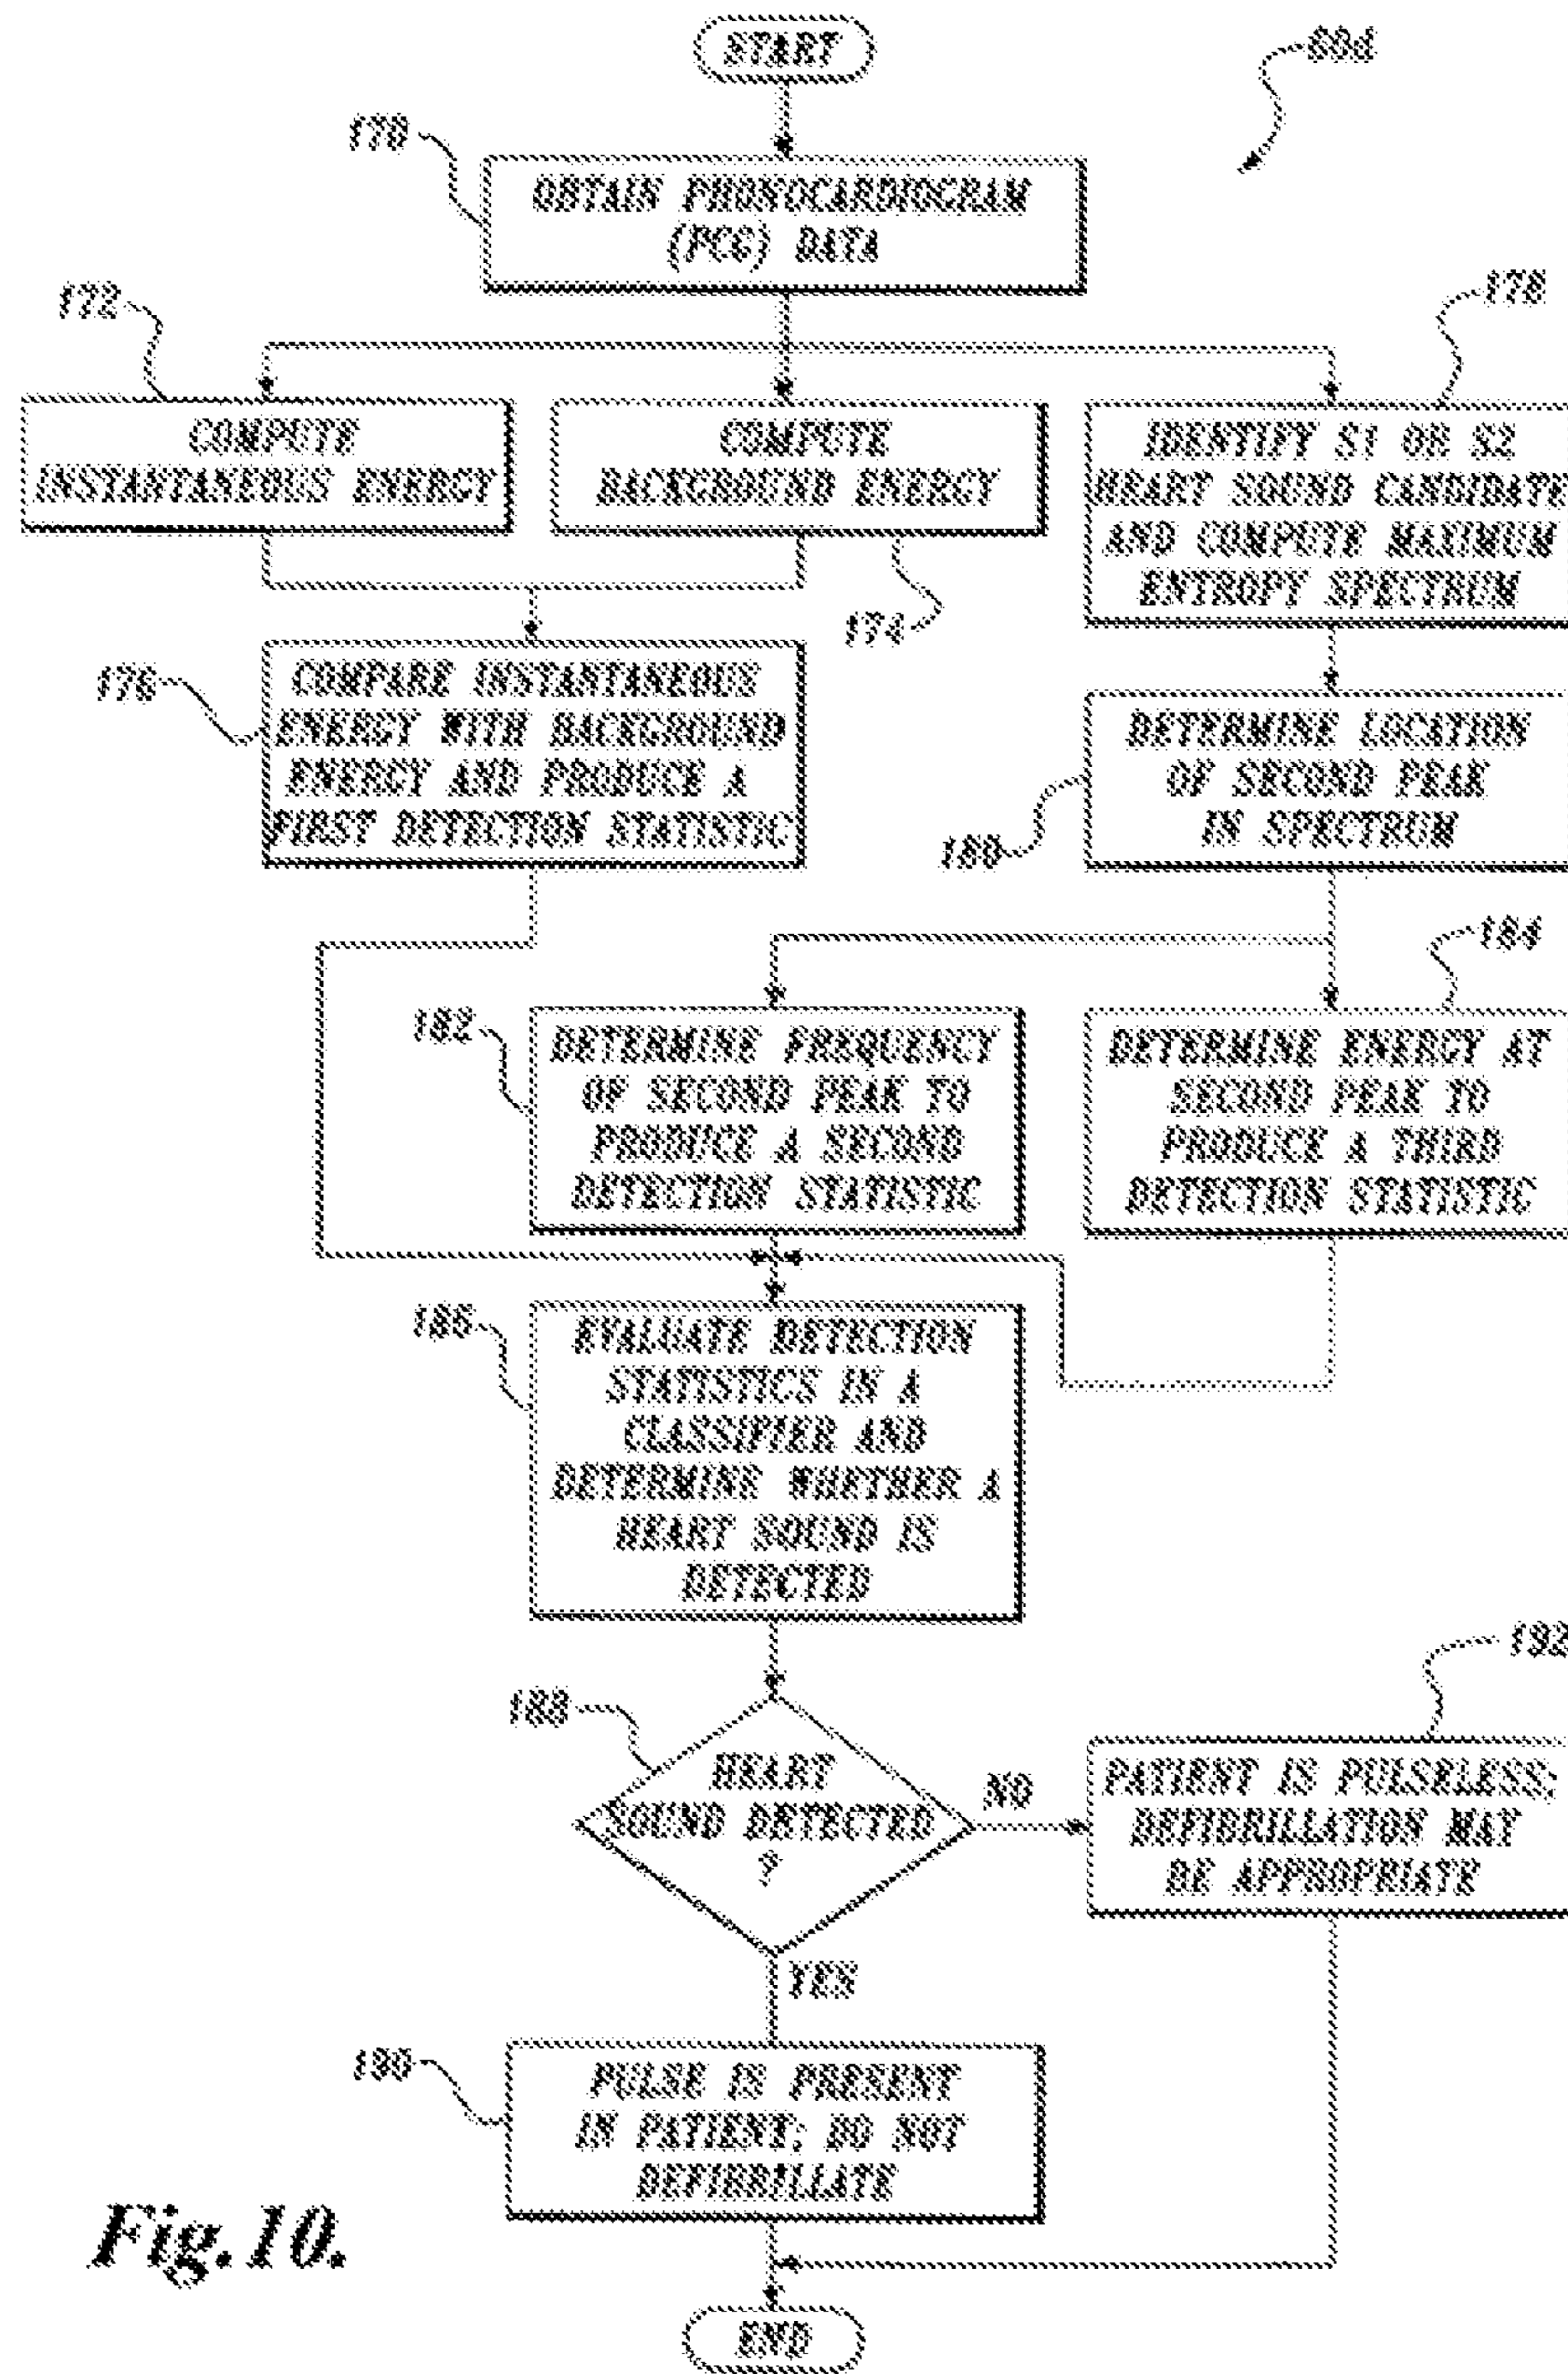 START
170
OBTAIN PHONOCARDIOGRAM
(PCG) DATA
172
178
COMPUTE
INSTANTANEOUS ENERGY
COMPUTE
BACKGROUND ENERGY
IDENTIFY S1 OR S2
HEART SOUND CANDIDATE
AND COMPUTE MAXIMUM
ENTROPY SPECTRUM
174
176
COMPARE INSTANTANEOUS
ENERGY WITH BACKGROUND
ENERGY AND PRODUCE A
FIRST DETECTION STATISTIC
DETERMINE LOCATION
OF SECOND PEAK
IN SPECTRUM
180
184
182
DETERMINE FREQUENCY
OF SECOND PEAK TO
PRODUCE A SECOND
DETECTION STATISTIC
DETERMINE ENERGY AT
SECOND PEAK TO
PRODUCE A THIRD
DETECTION STATISTIC
186
EVALUATE DETECTION
STATISTICS IN A
CLASSIFIER AND
DETERMINE WHETHER A
HEART SOUND IS
DETECTED
192
188
HEART
SOUND DETECTED
?
NO
PATIENT IS PULSELESS;
DEFIBRILLATION MAY
BE APPROPRIATE
YES
190
PULSE IS PRESENT
IN PATIENT; DO NOT
DEFIBRILLATE
Fig.10.
END